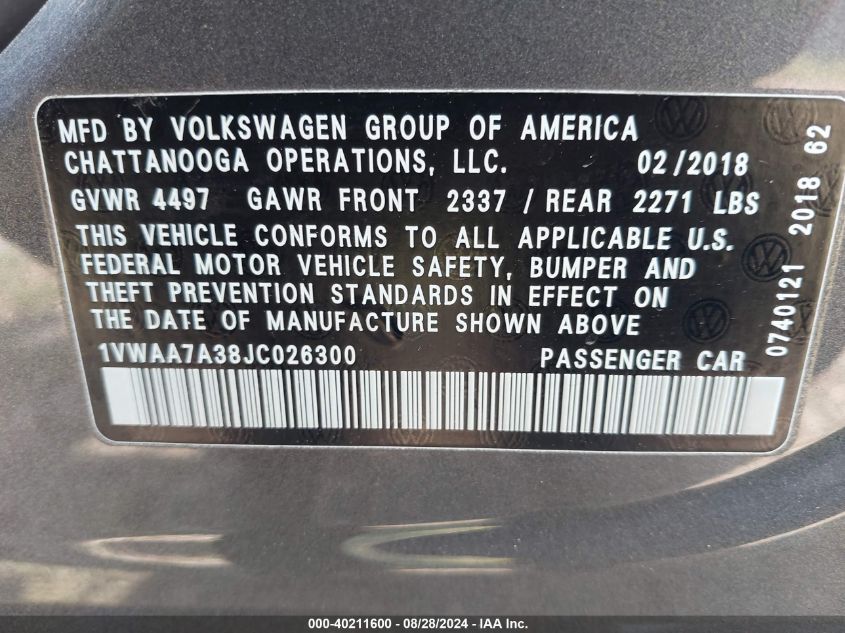 MFD BY VOLKSWAGEN GROUP OF AMERICA
CHATTANOOGA OPERATIONS, LLC. 02/2018
GVWR 4497 GAWR FRONT 2337 / REAR 2271 LBS
THIS VEHICLE CONFORMS TO ALL APPLICABLE U.S.
FEDERAL MOTOR VEHICLE SAFETY, BUMPER AND
THEFT PREVENTION STANDARDS IN EFFECT ON
THE DATE OF MANUFACTURE SHOWN ABOVE
1VWAA7A38JC026300 PASSENGER CAR
0740121 2018 62
000-40211600 - 08/28/2024 - IAA Inc.